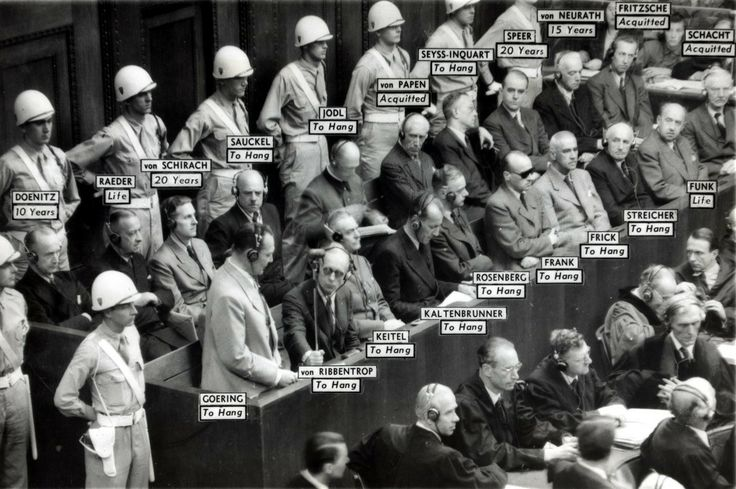 von NEURATH
15 Years
FRITZSCHE
Acquitted
SCHACHT
Acquitted
SPEER
20 Years
SEYSS-INQUART
To Hang
von PAPEN
Acquitted
JODL
To Hang
SAUCKEL
To Hang
von SCHIRACH
20 Years
RAEDER
Life
DOENITZ
10 Years
FUNK
Life
STREICHER
To Hang
FRICK
To Hang
FRANK
To Hang
ROSENBERG
To Hang
KALTENBRUNNER
To Hang
KEITEL
To Hang
von RIBBENTROP
To Hang
GOERING
To Hang